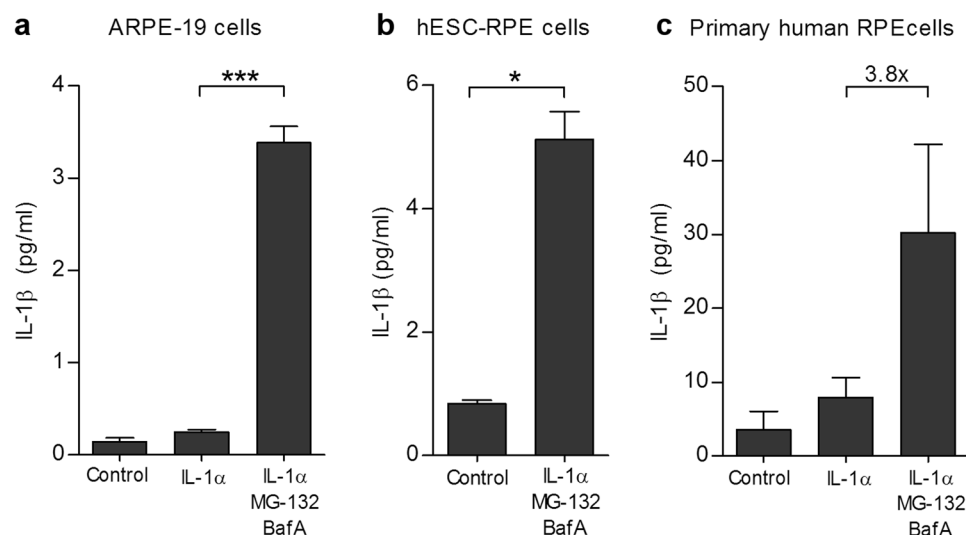 a ARPE-19 cells
***
4
3
2
1
0
IL-1β (pg/ml)
Control
IL-1α
IL-1α
MG-132
BafA
b hESC-RPE cells
*
6
4
2
0
IL-1β (pg/ml)
Control
IL-1α
MG-132
BafA
c Primary human RPEcells
3.8x
50
40
30
20
10
0
IL-1β (pg/ml)
Control
IL-1α
IL-1α
MG-132
BafA